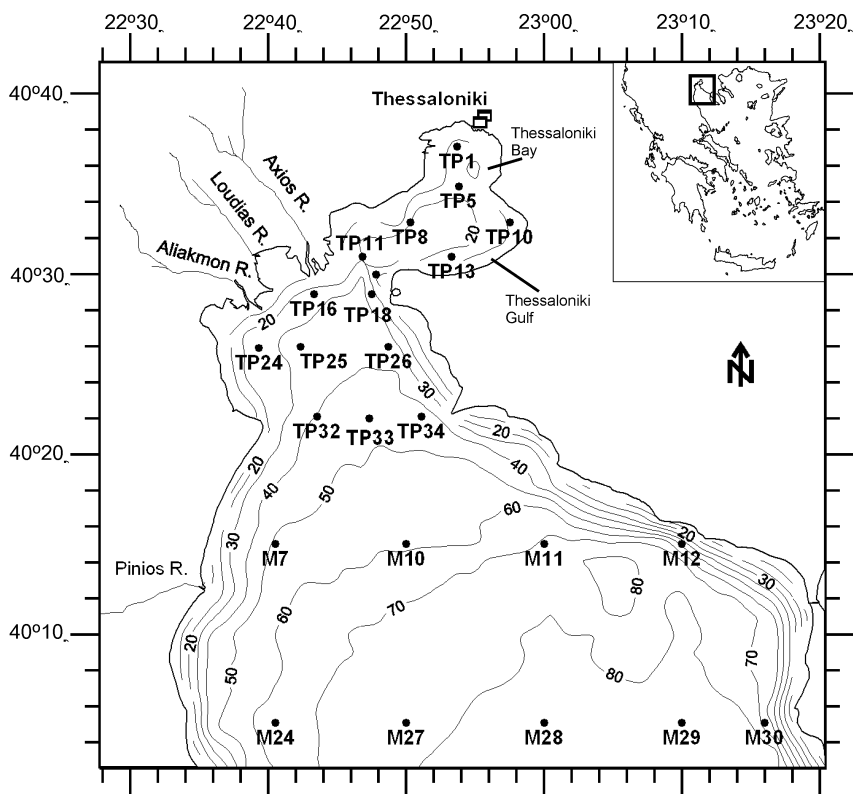 22º30' 22º40' 22º50' 23º00' 23º10' 23º20'
40º40'
Thessaloniki
Thessaloniki
Bay
TP1
Axios R.
Loudias R.
TP5
TP8
20
TP10
TP11
Aliakmon R.
TP13
40º30'
TP16
TP18
Thessaloniki
Gulf
20
TP24
TP25
TP26
30
N
TP32
TP33
TP34
20
40º20'
20
40
50
40
60
30
20
M7
M10
M11
M12
Pinios R.
30
80
60
70
40º10'
20
50
70
80
M24
M27
M28
M29
M30